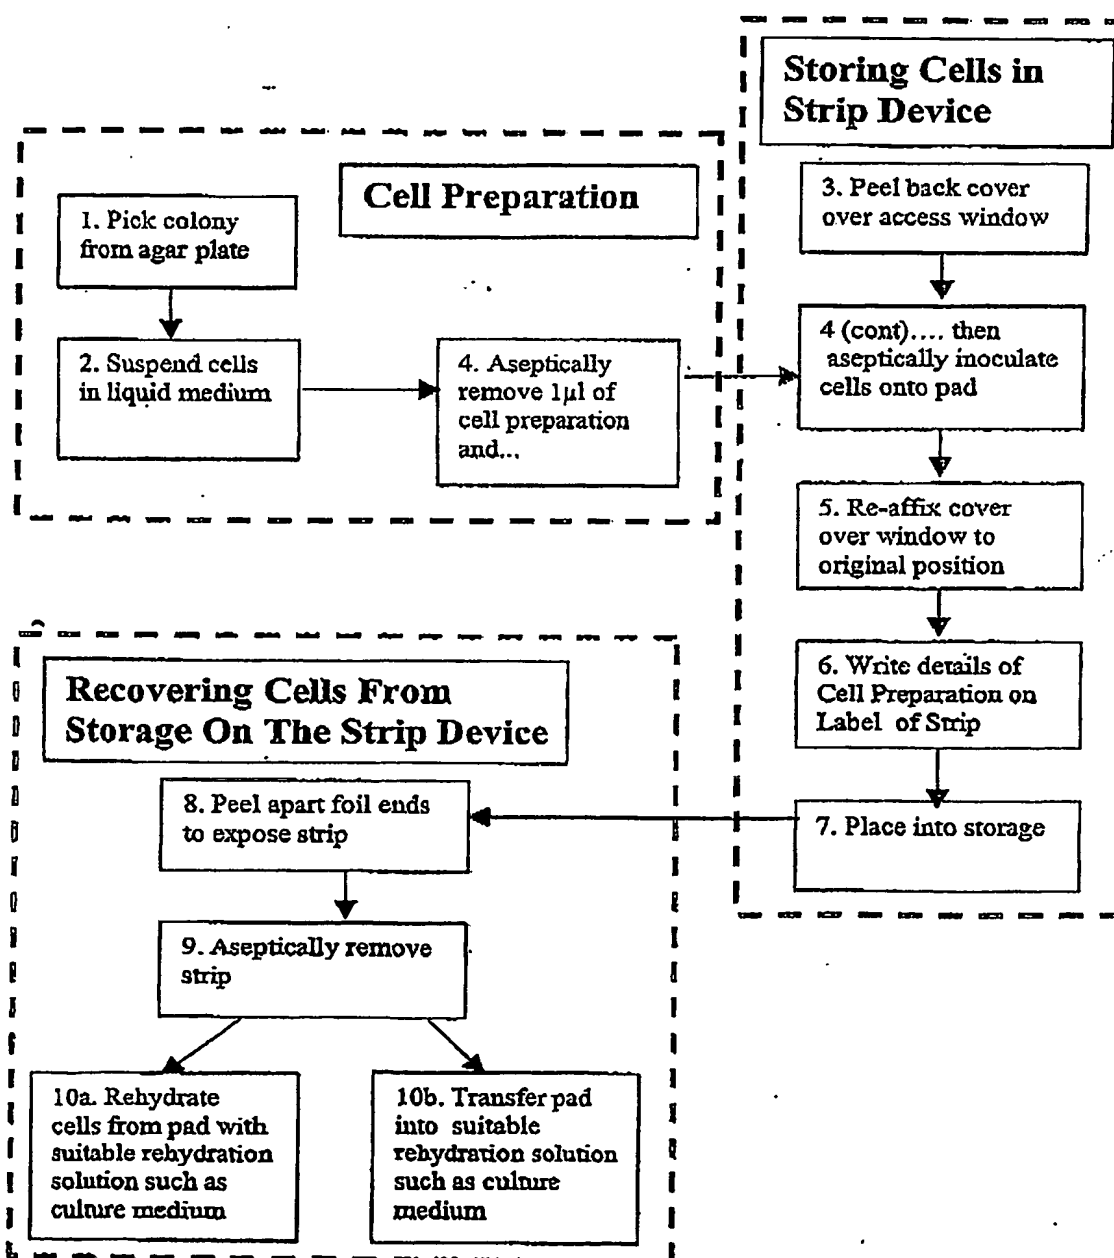 Cell Preparation
1. Pick colony
from agar plate
2. Suspend cells
in liquid medium
4. Aseptically
remove 1µl of
cell preparation
and...
Storing Cells in
Strip Device
3. Peel back cover
over access window
4 (cont).... then
aseptically inoculate
cells onto pad
5. Re-affix cover
over window to
original position
6. Write details of
Cell Preparation on
Label of Strip
7. Place into storage
Recovering Cells From
Storage On The Strip Device
8. Peel apart foil ends
to expose strip
9. Aseptically remove
strip
10a. Rehydrate
cells from pad with
suitable rehydration
solution such as
culture medium
10b. Transfer pad
into suitable
rehydration solution
such as culture
medium